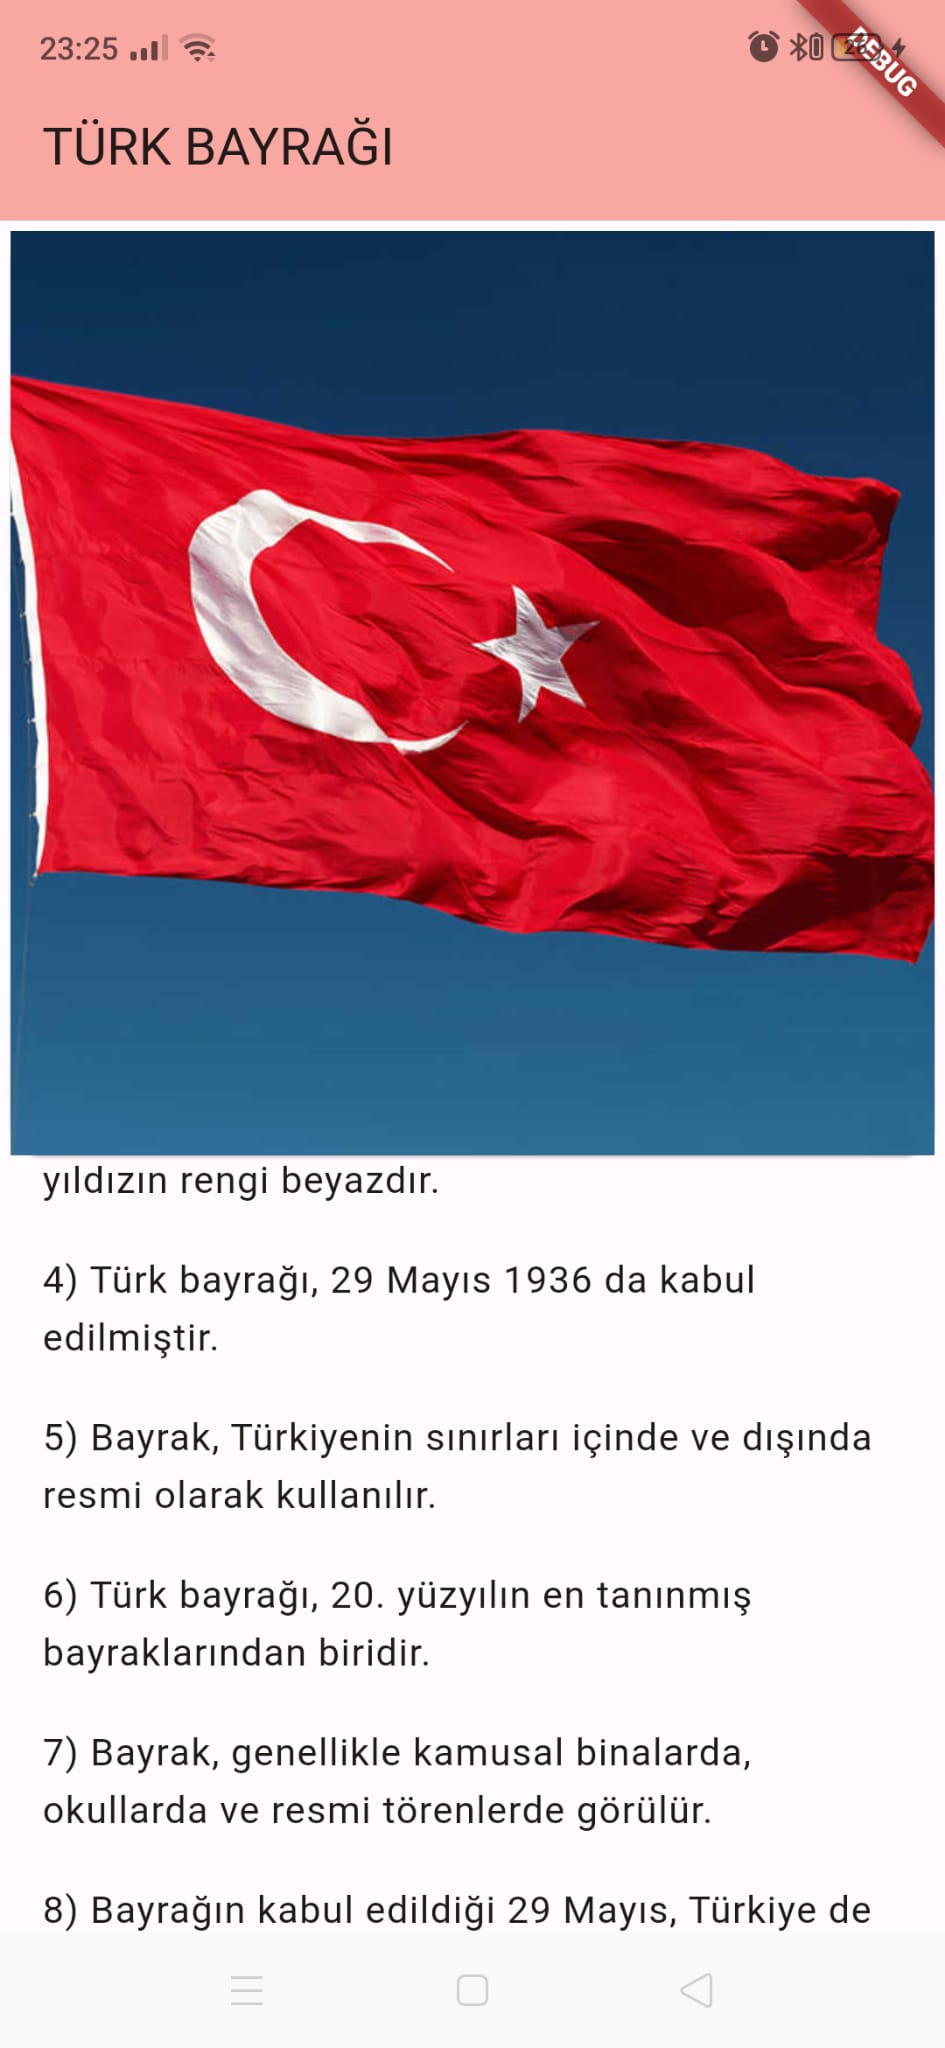 23:25
DEBUG
TÜRK BAYRAĞI
yıldızın rengi beyazdır.
4) Türk bayrağı, 29 Mayıs 1936 da kabul
edilmiştir.
5) Bayrak, Türkiyenin sınırları içinde ve dışında
resmi olarak kullanılır.
6) Türk bayrağı, 20. yüzyılın en tanınmış
bayraklarından biridir.
7) Bayrak, genellikle kamusal binalarda,
okullarda ve resmi törenlerde görülür.
8) Bayrağın kabul edildiği 29 Mayıs, Türkiye de